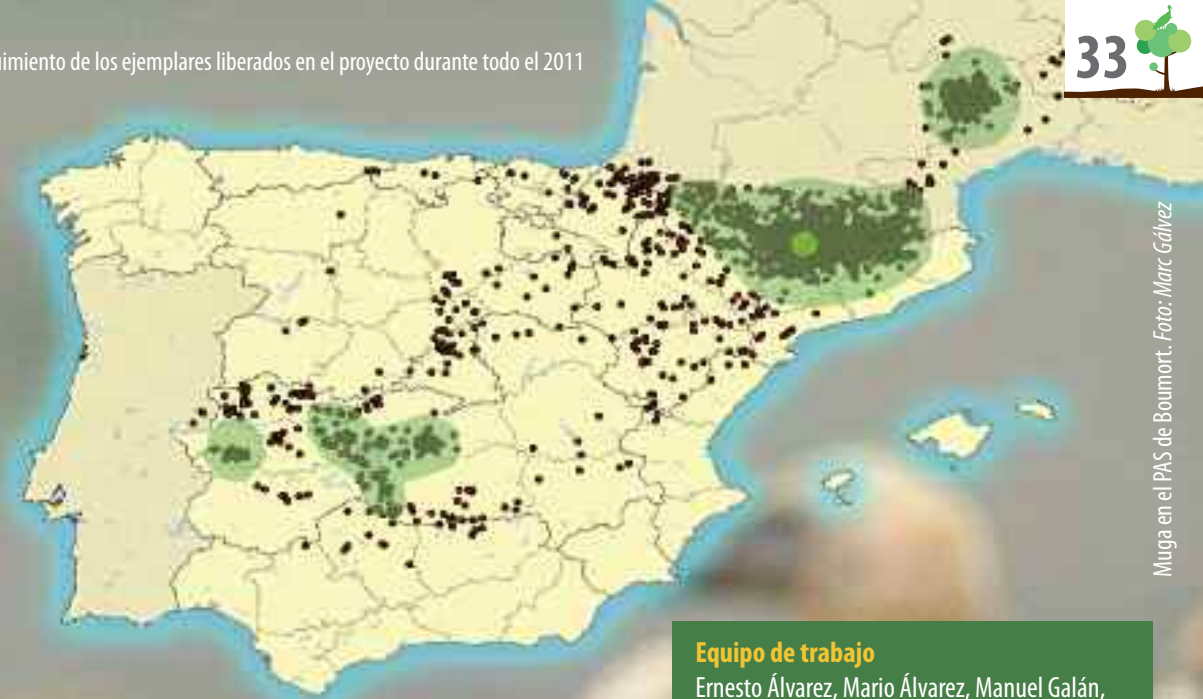 de los ejemplares liberados en el proyecto durante todo el 2011
33
Muga en el PAS de Boumort. Foto: Marc Gálvez
Equipo de trabajo
Ernesto Álvarez, Mario Álvarez, Manuel Galán,